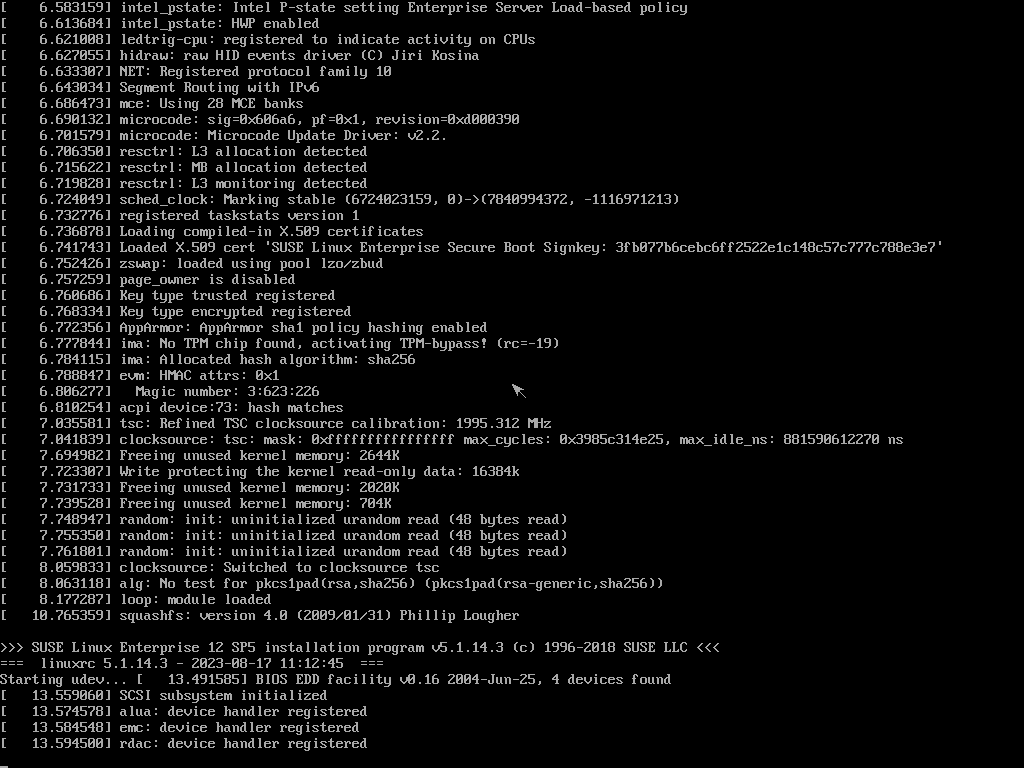 [    6.583159] intel_pstate: Intel P-state setting Enterprise Server Load-based policy
[    6.613684] intel_pstate: HWP enabled
[    6.621008] ledtrig-cpu: registered to indicate activity on CPUs
[    6.627055] hidraw: raw HID events driver (C) Jiri Kosina
[    6.633307] NET: Registered protocol family 10
[    6.643034] Segment Routing with IPv6
[    6.686473] mce: Using 28 MCE banks
[    6.690132] microcode: sig=0x606a6, pf=0x1, revision=0xd000390
[    6.701579] microcode: Microcode Update Driver: v2.2.
[    6.706350] resctrl: L3 allocation detected
[    6.715622] resctrl: MB allocation detected
[    6.719828] resctrl: L3 monitoring detected
[    6.724049] sched_clock: Marking stable (6724023159, 0)->(7840994372, -1116971213)
[    6.732776] registered taskstats version 1
[    6.736878] Loading compiled-in X.509 certificates
[    6.741743] Loaded X.509 cert 'SUSE Linux Enterprise Secure Boot Signkey: 3fb077b6cebc6ff2522e1c148c57c777c788e3e7'
[    6.752426] zswap: loaded using pool lzo/zbud
[    6.757259] page_owner is disabled
[    6.760686] Key type trusted registered
[    6.768334] Key type encrypted registered
[    6.772356] AppArmor: AppArmor sha1 policy hashing enabled
[    6.777844] ima: No TPM chip found, activating TPM-bypass! (rc=-19)
[    6.784115] ima: Allocated hash algorithm: sha256
[    6.788847] evm: HMAC attrs: 0x1
[    6.806277]   Magic number: 3:623:226
[    6.810254] acpi device:73: hash matches
[    7.035581] tsc: Refined TSC clocksource calibration: 1995.312 MHz
[    7.041839] clocksource: tsc: mask: 0xffffffffffffffff max_cycles: 0x3985c314e25, max_idle_ns: 881590612270 ns
[    7.694982] Freeing unused kernel memory: 2644K
[    7.723307] Write protecting the kernel read-only data: 16384k
[    7.731733] Freeing unused kernel memory: 2020K
[    7.739528] Freeing unused kernel memory: 704K
[    7.748947] random: init: uninitialized urandom read (48 bytes read)
[    7.755350] random: init: uninitialized urandom read (48 bytes read)
[    7.761801] random: init: uninitialized urandom read (48 bytes read)
[    8.059833] clocksource: Switched to clocksource tsc
[    8.063118] alg: No test for pkcs1pad(rsa,sha256) (pkcs1pad(rsa-generic,sha256))
[    8.177287] loop: module loaded
[   10.765359] squashfs: version 4.0 (2009/01/31) Phillip Lougher
>>> SUSE Linux Enterprise 12 SP5 installation program v5.1.14.3 (c) 1996-2018 SUSE LLC <<<
===  linuxrc 5.1.14.3 - 2023-08-17 11:12:45  ===
Starting udev... [   13.491585] BIOS EDD facility v0.16 2004-Jun-25, 4 devices found
[   13.559060] SCSI subsystem initialized
[   13.574578] alua: device handler registered
[   13.584548] emc: device handler registered
[   13.594500] rdac: device handler registered